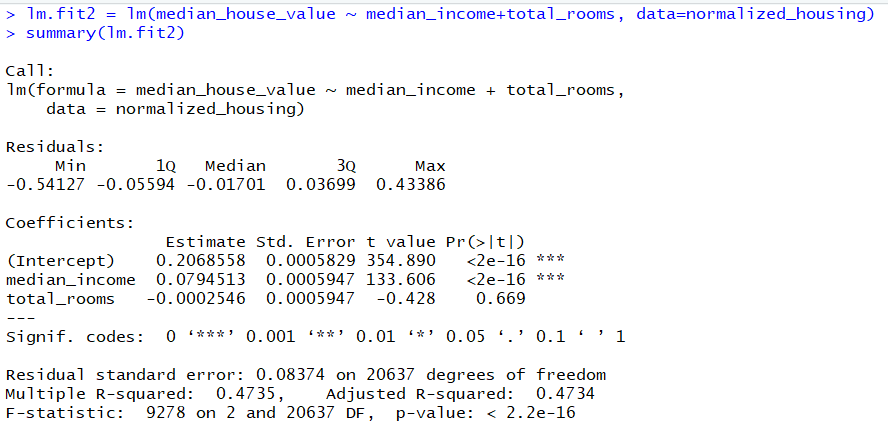 > lm.fit2 = lm(median_house_value ~ median_income+total_rooms, data=normalized_housing)
> summary(lm.fit2)

Call:
lm(formula = median_house_value ~ median_income + total_rooms,
    data = normalized_housing)

Residuals:
     Min       1Q   Median       3Q      Max
-0.54127 -0.05594 -0.01701  0.03699  0.43386

Coefficients:
                Estimate Std. Error t value Pr(>|t|)
(Intercept)    0.2068558  0.0005829 354.890   <2e-16 ***
median_income  0.0794513  0.0005947 133.606   <2e-16 ***
total_rooms   -0.0002546  0.0005947  -0.428    0.669
---
Signif. codes:  0 ‘***’ 0.001 ‘**’ 0.01 ‘*’ 0.05 ‘.’ 0.1 ‘ ’ 1

Residual standard error: 0.08374 on 20637 degrees of freedom
Multiple R-squared:  0.4735,    Adjusted R-squared:  0.4734
F-statistic:  9278 on 2 and 20637 DF,  p-value: < 2.2e-16